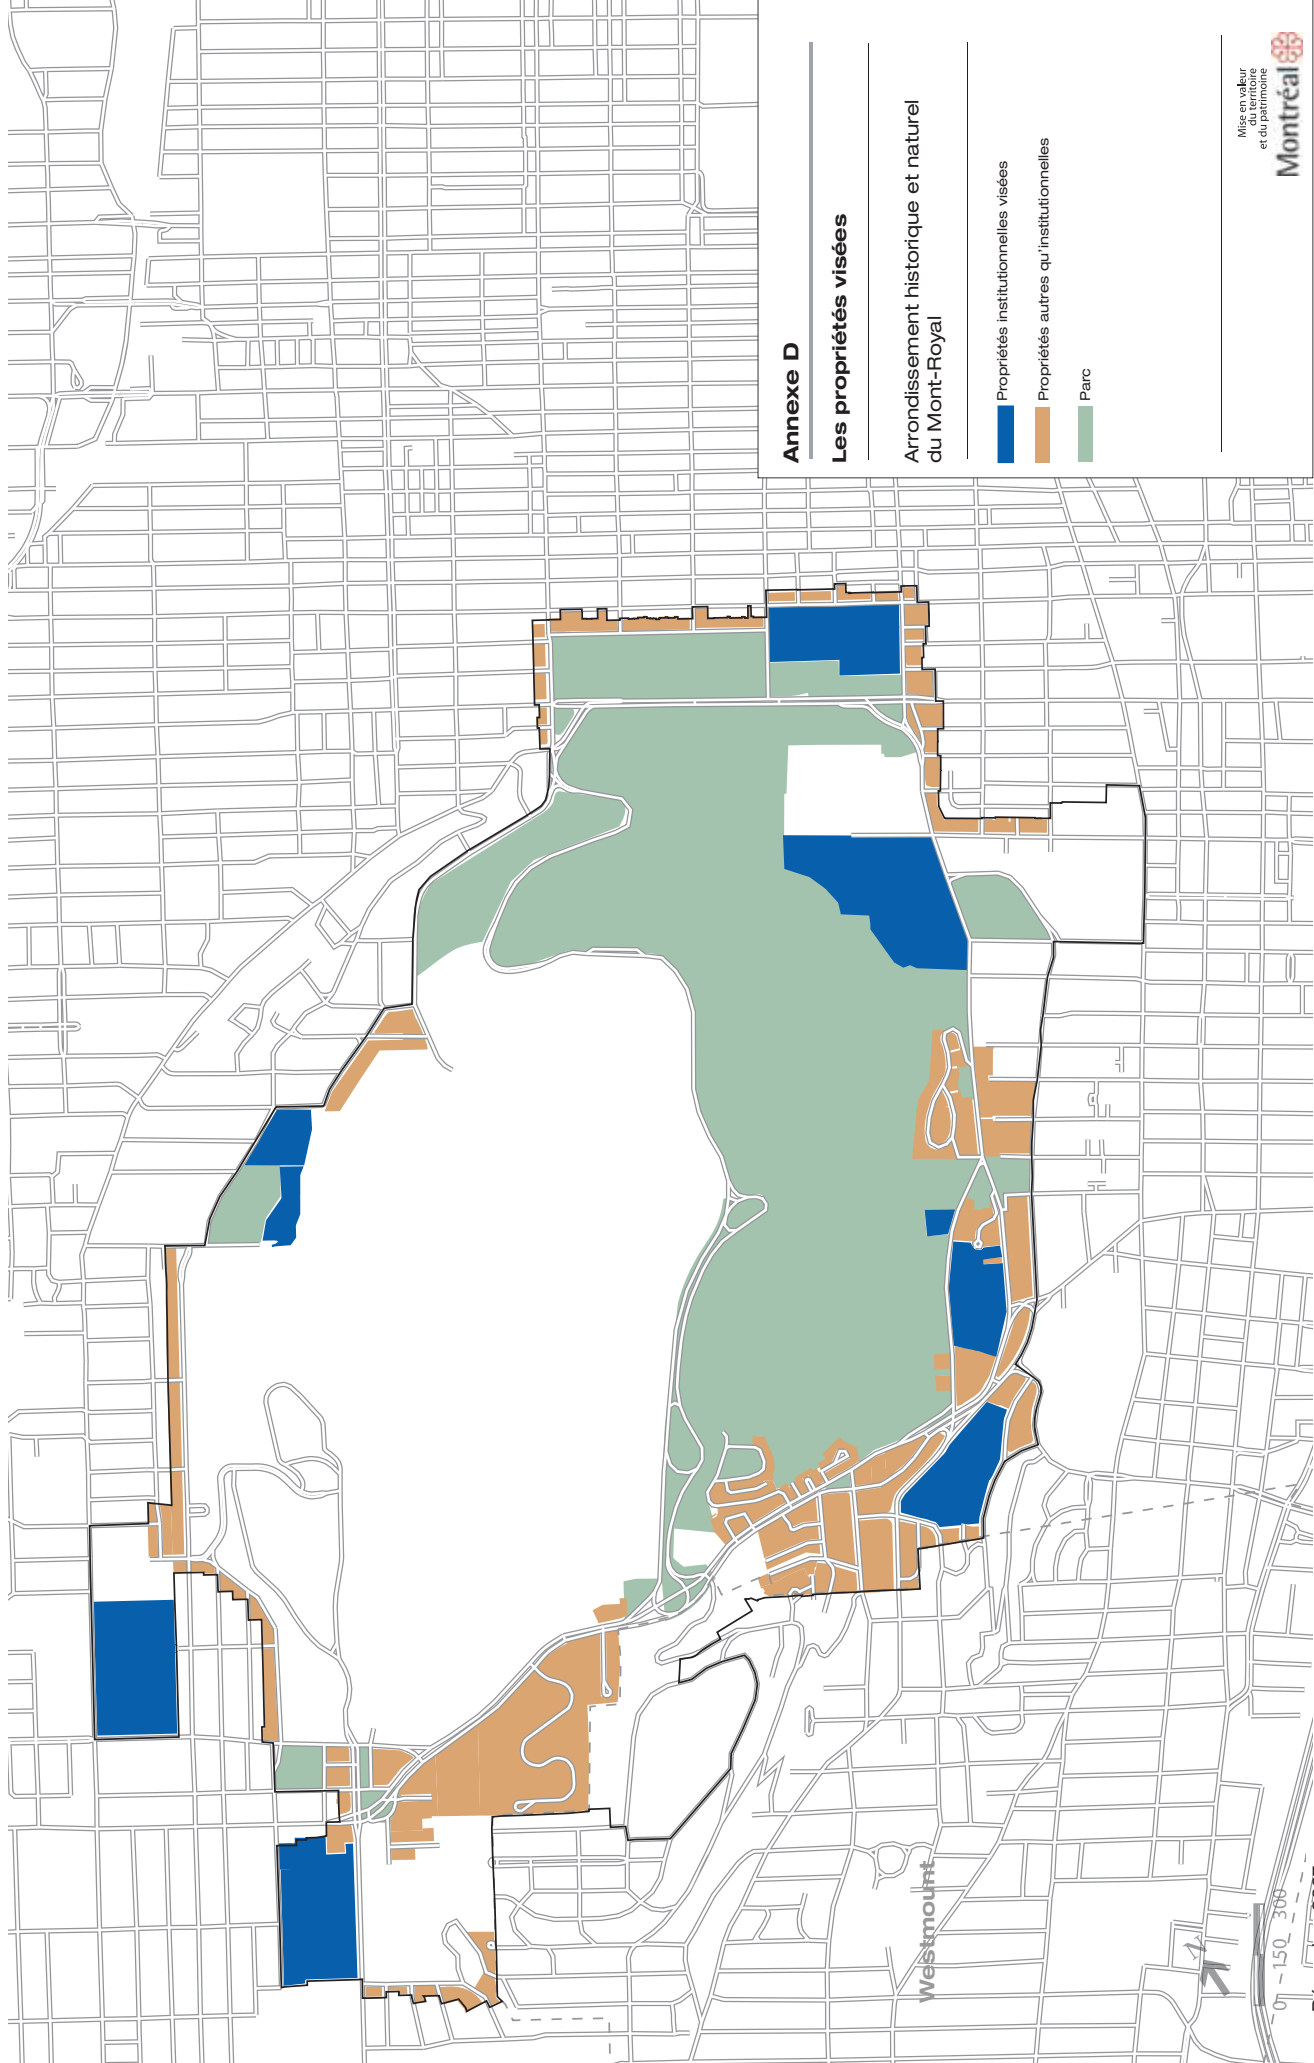 Annexe D
Les propriétés visées
Arrondissement historique et naturel
du Mont-Royal
Propriétés institutionnelles visées
Propriétés autres qu'institutionnelles
Parc
Mise en valeur
du territoire
et du patrimoine
Montréal
Westmount
N
0 150 300